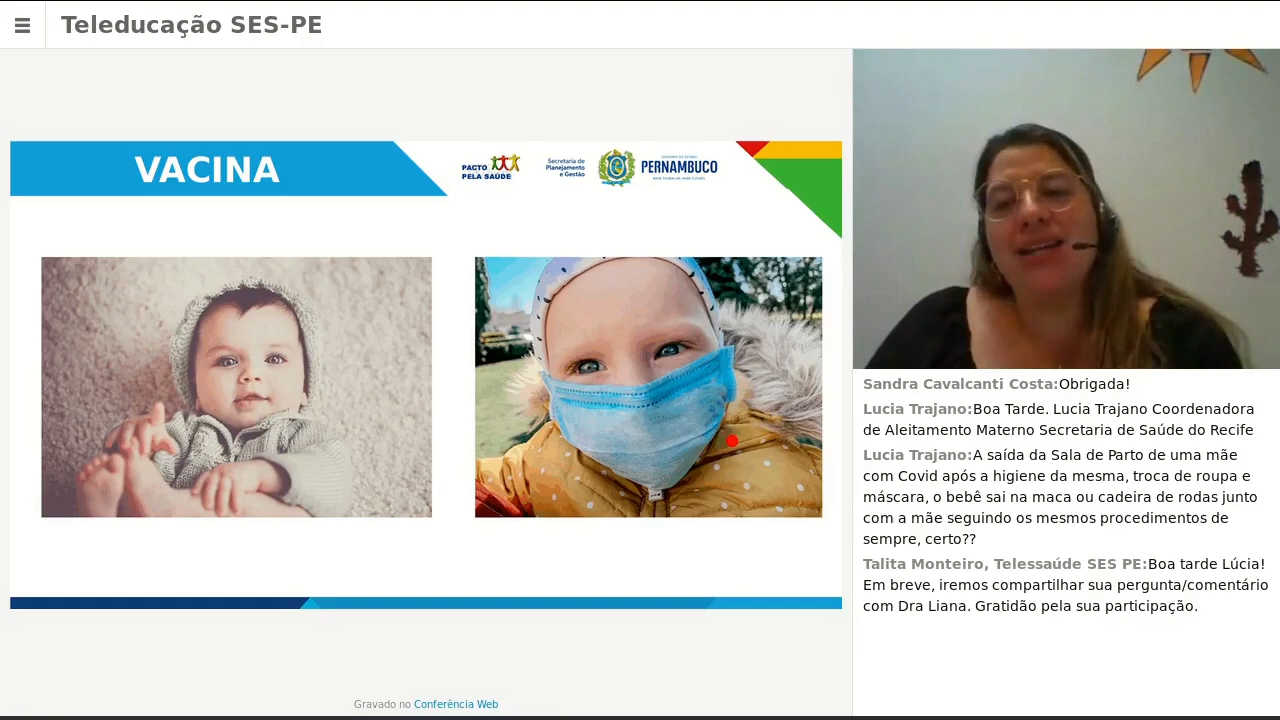 Teleducação SES-PE
VACINA
PACTO
PELA SAÚDE
Secretaria de
Planejamento
e Gestão
GOVERNO DO ESTADO
PERNAMBUCO
Sandra Cavalcanti Costa:Obrigada!
Lucia Trajano:Boa Tarde. Lucia Trajano Coordenadora
de Aleitamento Materno Secretaria de Saúde do Recife
Lucia Trajano:A saída da Sala de Parto de uma mãe
com Covid após a higiene da mesma, troca de roupa e
máscara, o bebê sai na maca ou cadeira de rodas junto
com a mãe seguindo os mesmos procedimentos de
sempre, certo??
Talita Monteiro, Telessaúde SES PE:Boa tarde Lúcia!
Em breve, iremos compartilhar sua pergunta/comentário
com Dra Liana. Gratidão pela sua participação.
Gravado no Conferência Web